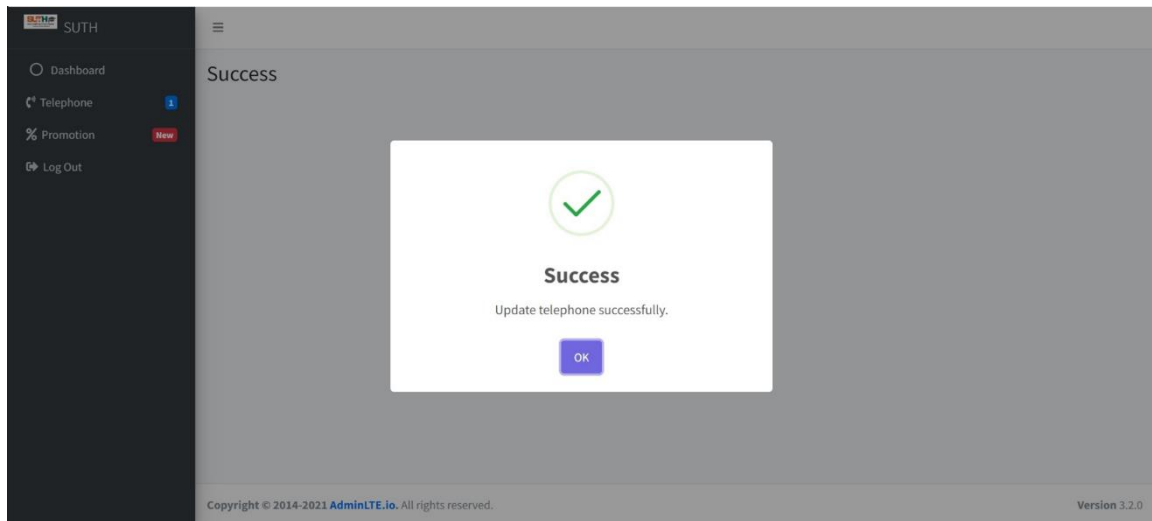 SUTH
SUTH
Dashboard
Telephone 1
Promotion New
Log Out
Success
Success
Update telephone successfully.
OK
Copyright © 2014-2021 AdminLTE.io. All rights reserved.
Version 3.2.0